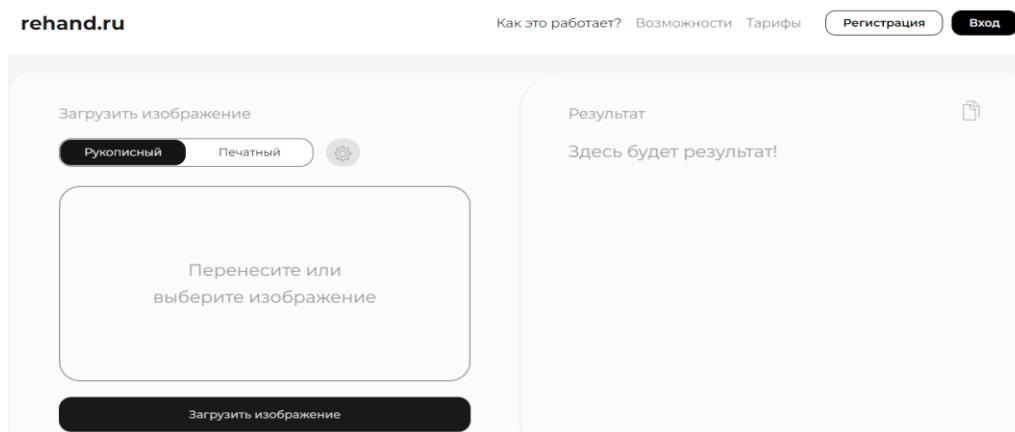 rehand.ru
Как это работает? Возможности Тарифы Регистрация Вход
Загрузить изображение
Рукописный Печатный
Перенесите или
выберите изображение
Загрузить изображение
Результат
Здесь будет результат!